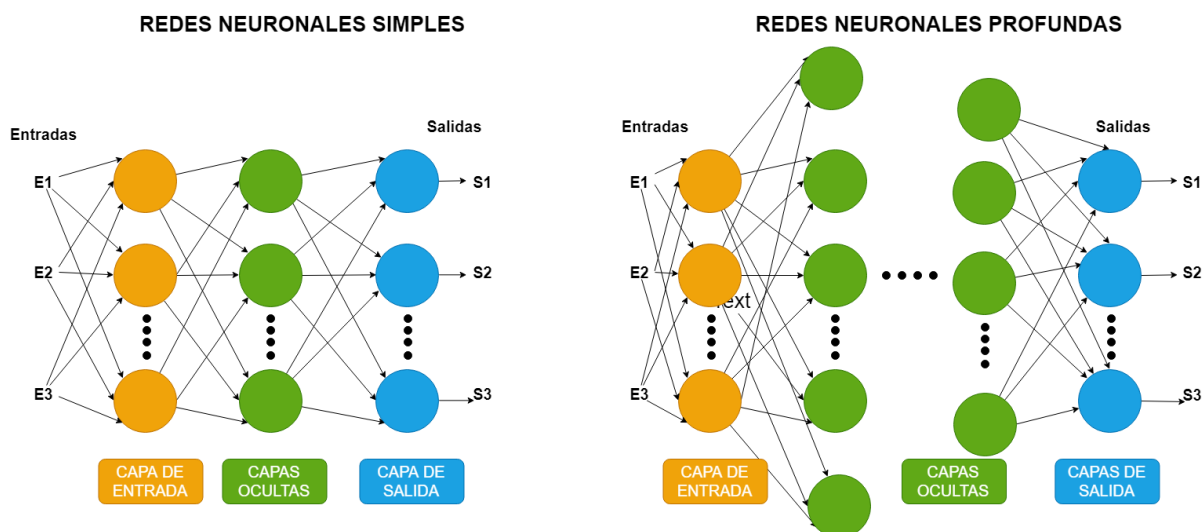 REDES NEURONALES SIMPLES
Entradas
Salidas
E1
S1
E2
S2
E3
S3
CAPA DE
ENTRADA
CAPAS
OCULTAS
CAPA DE
SALIDA
REDES NEURONALES PROFUNDAS
Entradas
Salidas
E1
S1
E2
S2
E3
S3
CAPA DE
ENTRADA
CAPAS
OCULTAS
CAPAS DE
SALIDA